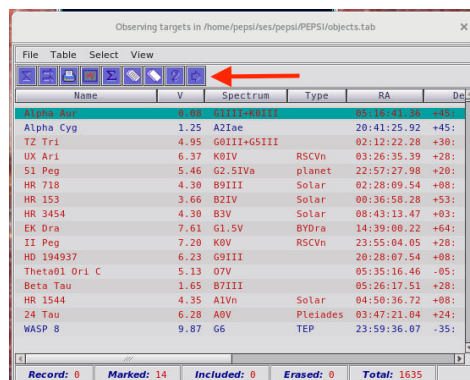 Observing targets in /home/pepsi/ses/pepsi/PEPSI/objects.tab
File Table Select View
Name V Spectrum Type RA De
Alpha Aur 0.08 G1III+K0III 05:16:41.36 +45:
Alpha Cyg 1.25 A2Iae 20:41:25.92 +45:
TZ Tri 4.95 G0III+G5III 02:12:22.28 +30:
UX Ari 6.37 K0IV RSCVn 03:26:35.39 +28:
51 Peg 5.46 G2.5IVa planet 22:57:27.98 +20:
HR 718 4.30 B9III Solar 02:28:09.54 +08:
HR 153 3.66 B2IV Solar 00:36:58.28 +53:
HR 3454 4.30 B3V Solar 08:43:13.47 +03:
EK Dra 7.61 G1.5V BYDra 14:39:00.22 +64:
II Peg 7.20 K0V RSCVn 23:55:04.05 +28:
HD 194937 6.23 G9III 20:28:07.54 +08:
Theta01 Ori C 5.13 O7V 05:35:16.46 -05:
Beta Tau 1.65 B7III 05:26:17.51 +28:
HR 1544 4.35 A1Vn Solar 04:50:36.72 +08:
24 Tau 6.28 A0V Pleiades 03:47:21.04 +24:
WASP 8 9.87 G6 TEP 23:59:36.07 -35:
Record: 0 Marked: 14 Included: 0 Erased: 0 Total: 1635